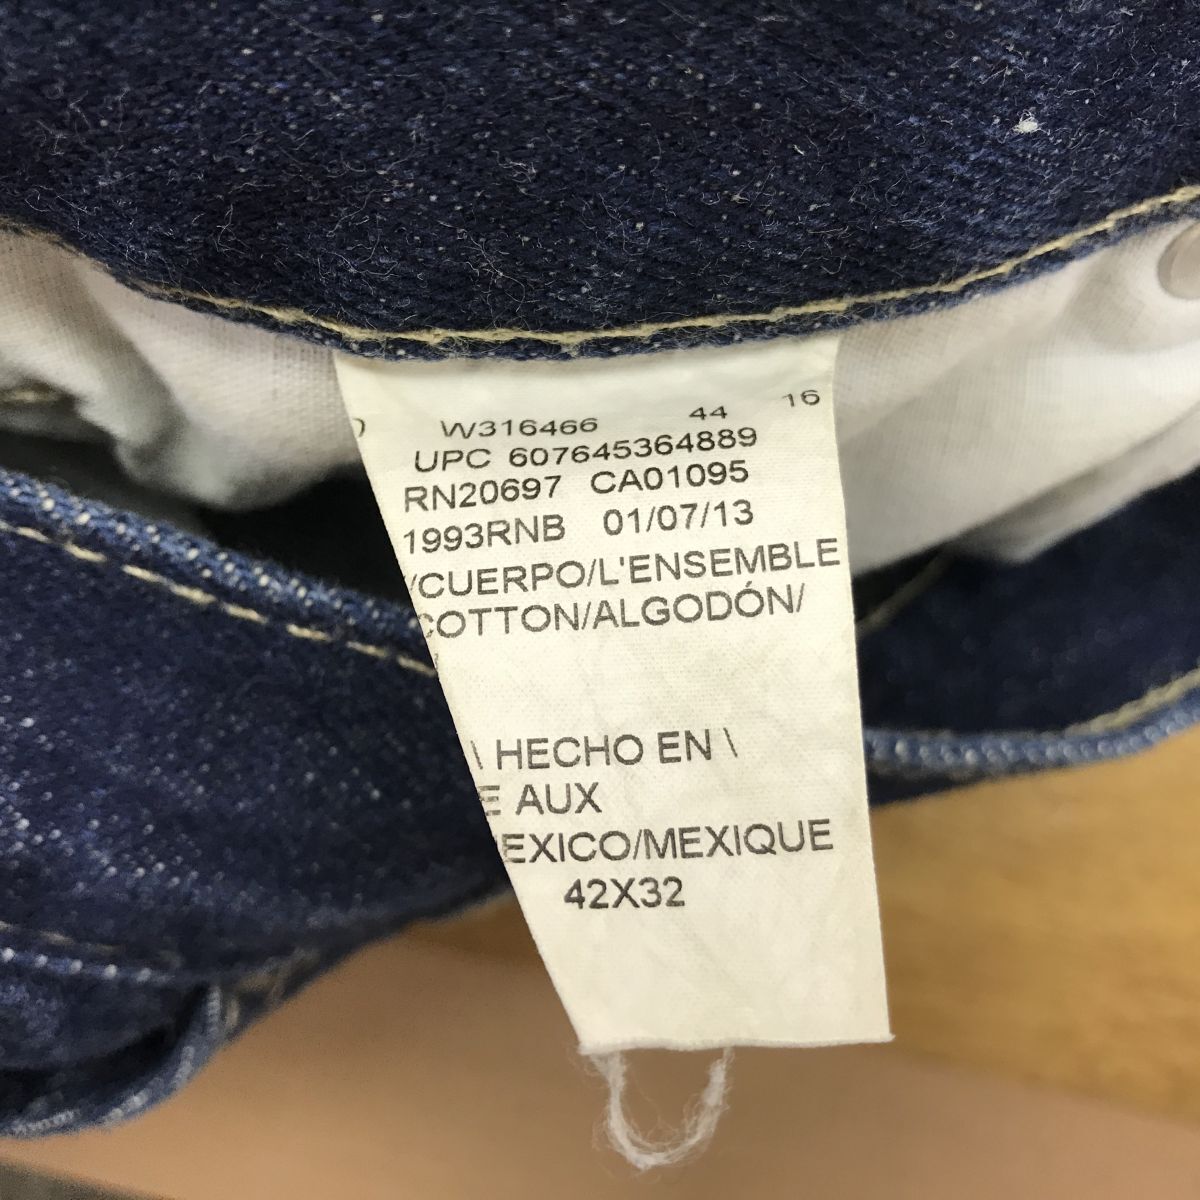 W316466 44 16
UPC 607645364889
RN20697 CA01095
1993RNB 01/07/13
/CUERPO/L'ENSEMBLE
COTTON/ALGODÓN/
\ HECHO EN \
E AUX
EXICO/MEXIQUE
42X32